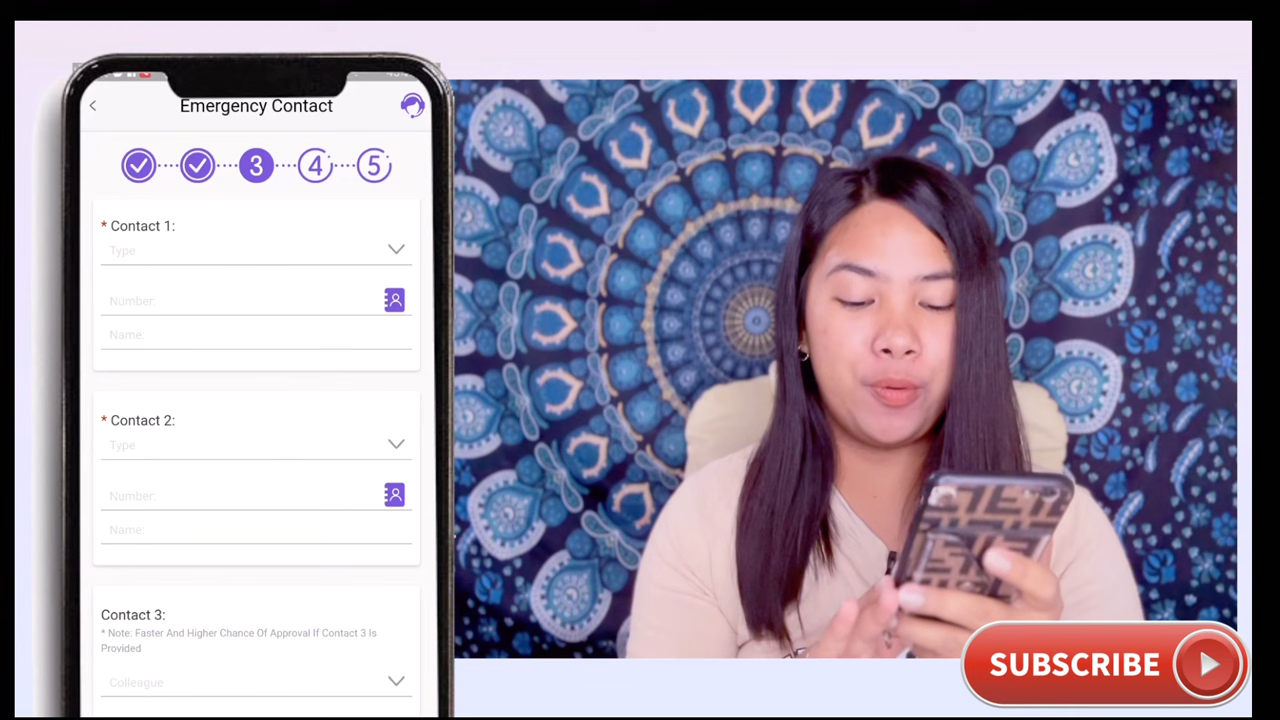 Emergency Contact
3
4
5
* Contact 1:
Type
Number:
Name:
* Contact 2:
Type
Number:
Name:
Contact 3:
* Note: Faster And Higher Chance Of Approval If Contact 3 Is
Provided
Colleague
SUBSCRIBE